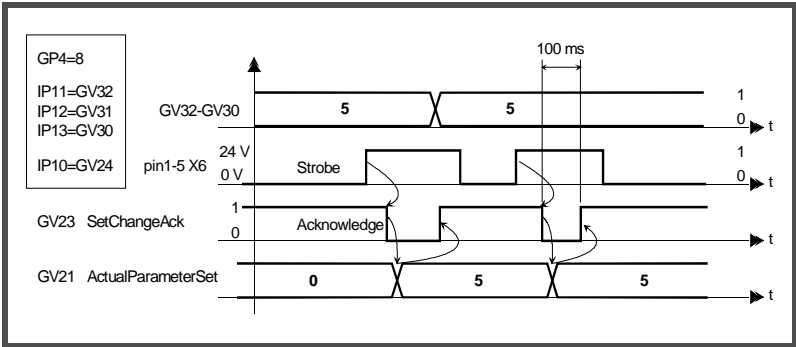 GP4=8
IP11=GV32
IP12=GV31
IP13=GV30
IP10=GV24
100 ms
GV32-GV30
5
5
1
0
t
pin1-5 X6
24 V
0 V
Strobe
1
0
t
GV23 SetChangeAck
1
0
Acknowledge
t
GV21 ActualParameterSet
0
5
5
t